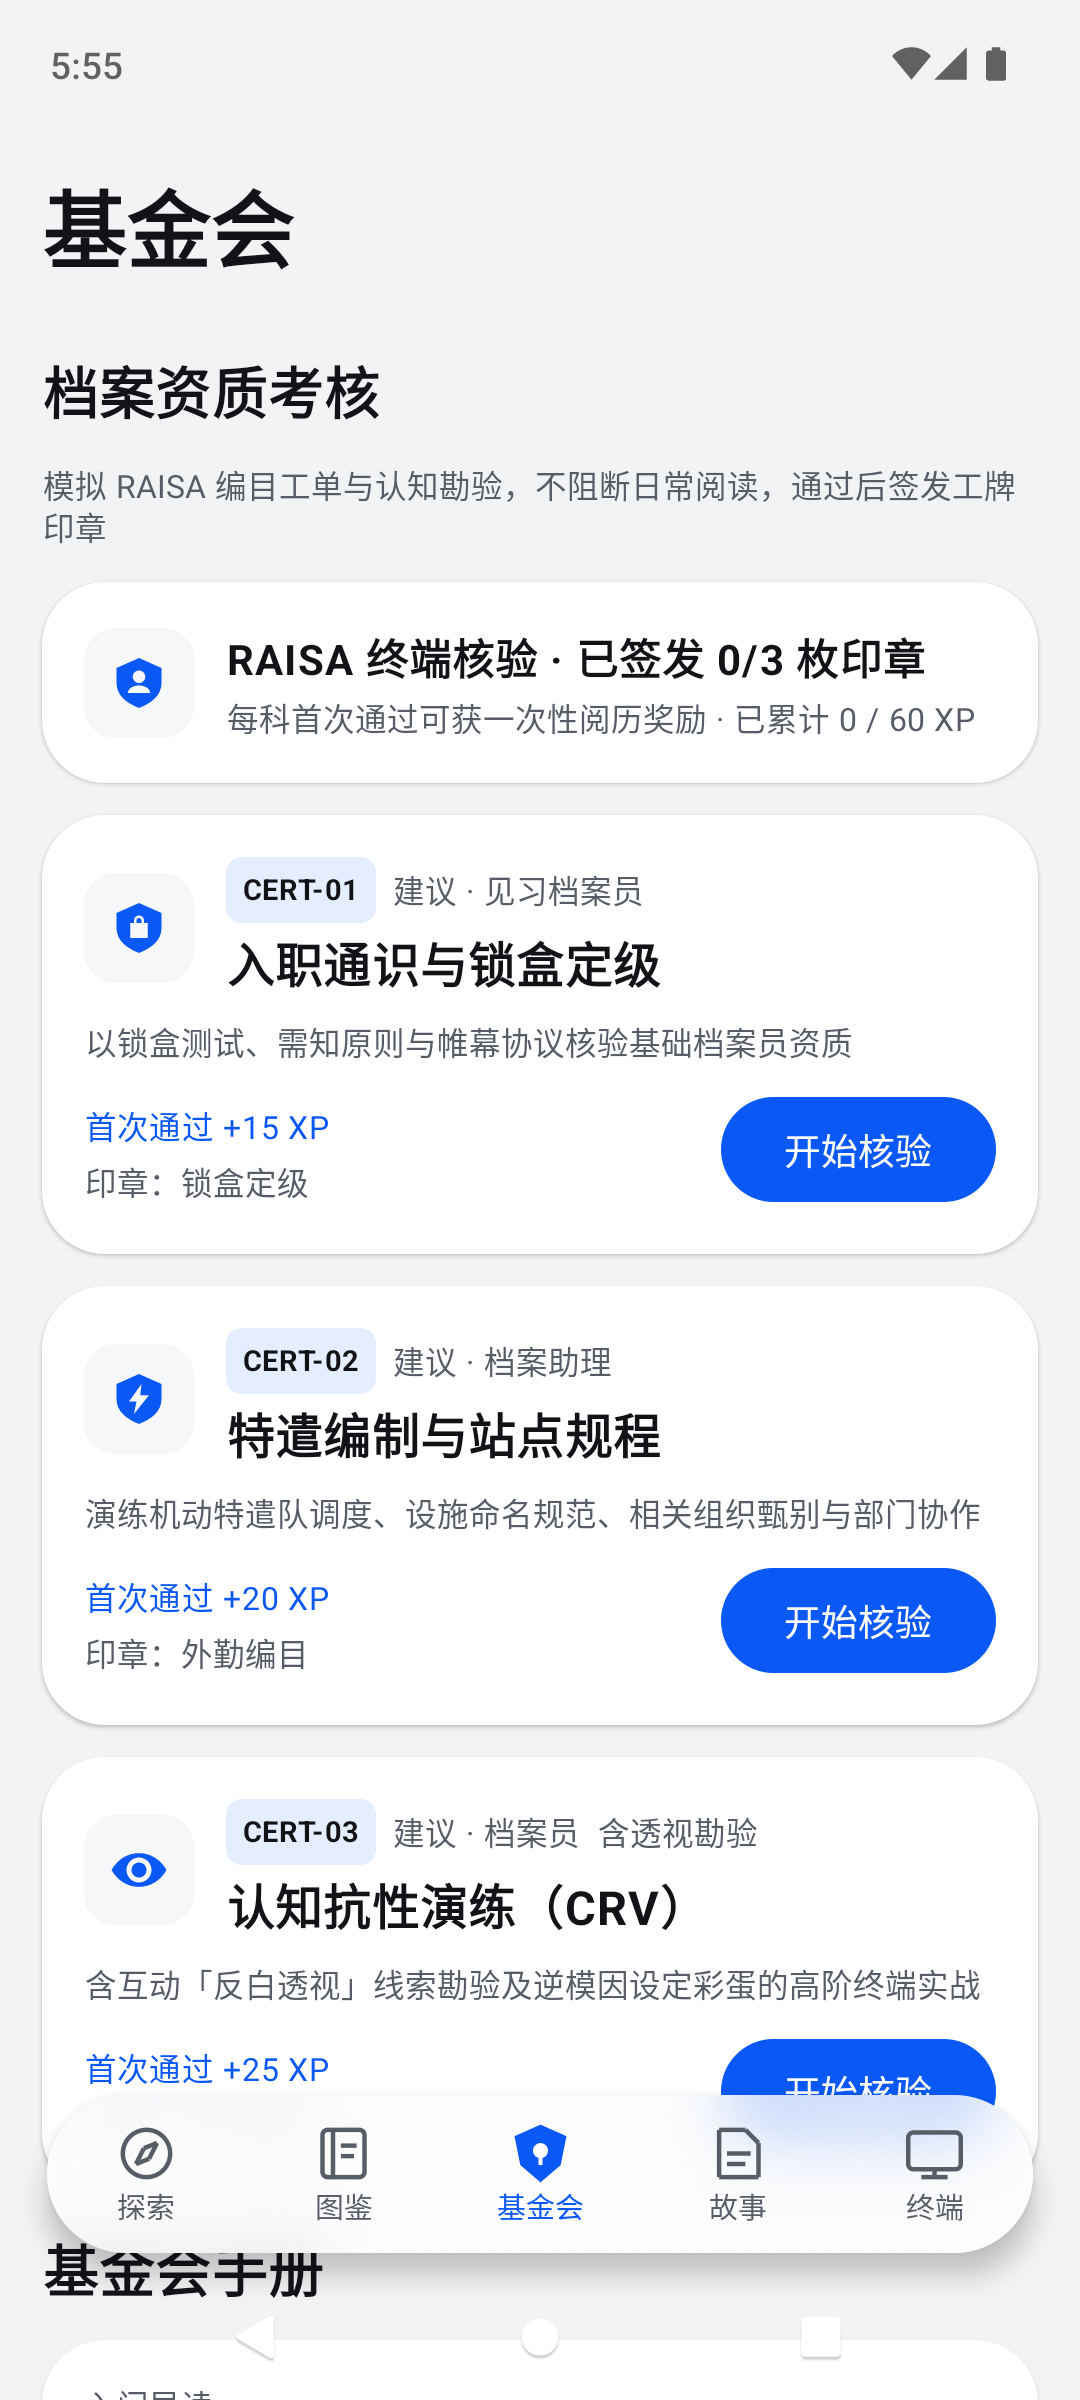 5:55
基金会
档案资质考核
模拟 RAISA 编目工单与认知勘验，不阻断日常阅读，通过后签发工牌
印章
RAISA 终端核验 · 已签发 0/3 枚印章
每科首次通过可获一次性阅历奖励 · 已累计 0 / 60 XP
CERT-01 建议 · 见习档案员
入职通识与锁盒定级
以锁盒测试、需知原则与帷幕协议核验基础档案员资质
首次通过 +15 XP
印章：锁盒定级
开始核验
CERT-02 建议 · 档案助理
特遣编制与站点规程
演练机动特遣队调度、设施命名规范、相关组织甄别与部门协作
首次通过 +20 XP
印章：外勤编目
开始核验
CERT-03 建议 · 档案员 含透视勘验
认知抗性演练（CRV）
含互动「反白透视」线索勘验及逆模因设定彩蛋的高阶终端实战
首次通过 +25 XP
开始核验
探索
图鉴
基金会
故事
终端
基金会手册